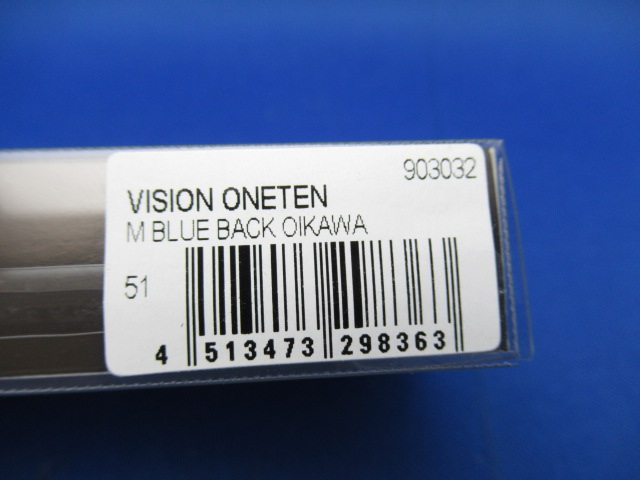 903032
VISION ONETEN
M BLUE BACK OIKAWA
51
4 513473 298363